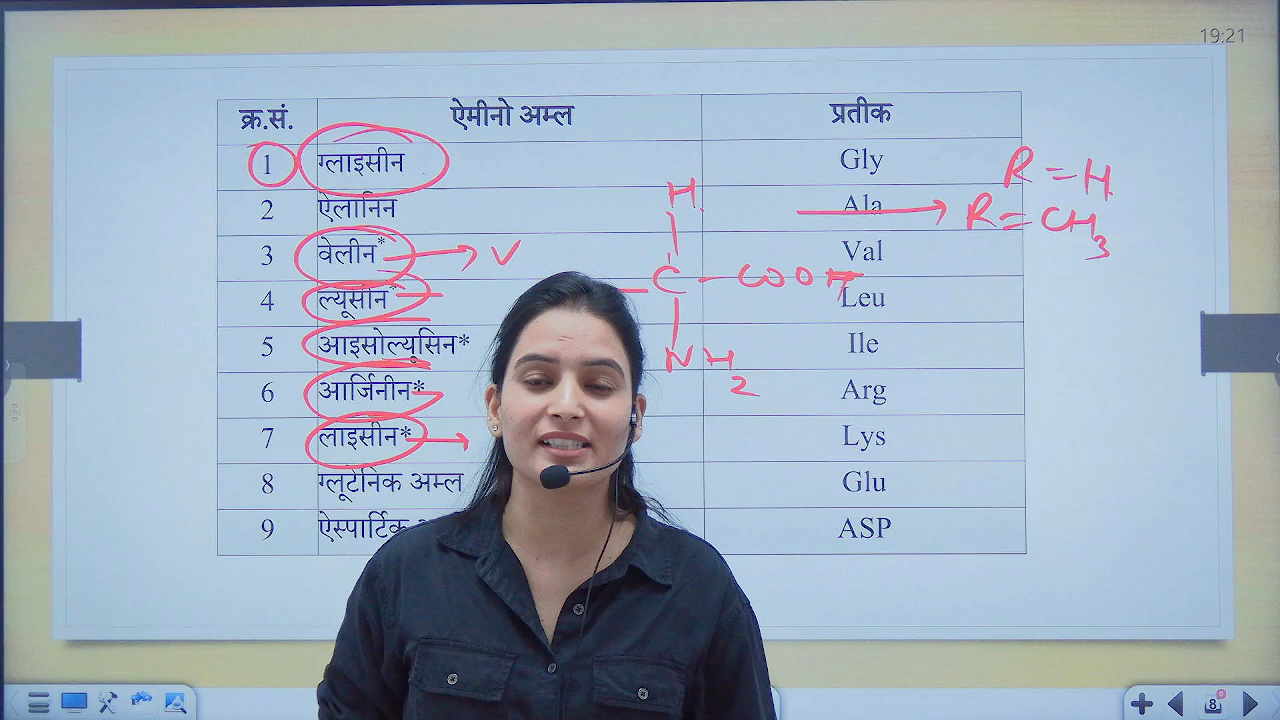 19:21
क्र.सं. ऐमीनो अम्ल प्रतीक
1 ग्लाइसीन Gly R = H
H
2 ऐलानिन Ala R = CH3
3 वेलीन* V Val
C - COOH
4 ल्यूसीन* Leu
5 आइसोल्यूसिन* Ile
NH2
6 आर्जिनीन* Arg
7 लाइसीन* Lys
8 ग्लूटेनिक अम्ल Glu
9 ऐस्पार्टिक ASP
8